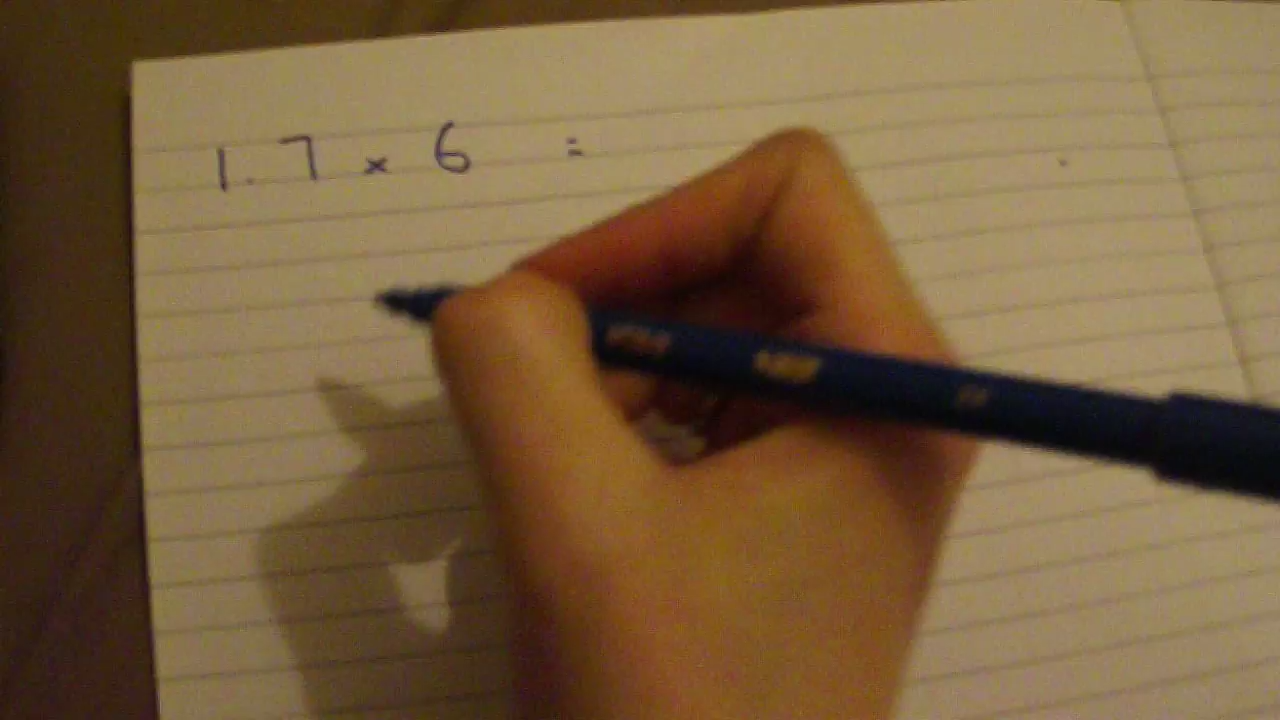 1.7 × 6 =